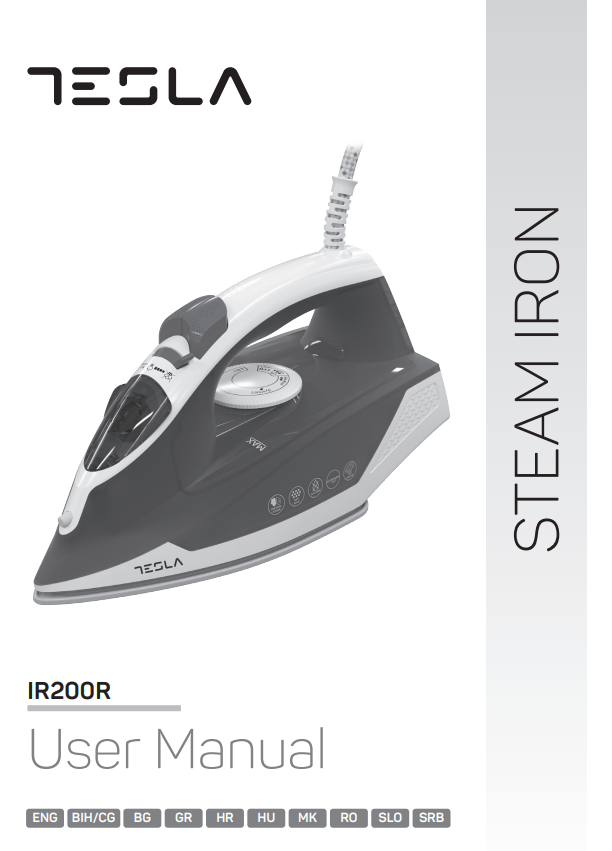 TESLA
STEAM IRON
MAX
TESLA
IR200R
User Manual
ENG BIH/CG BG GR HR HU MK RO SLO SRB